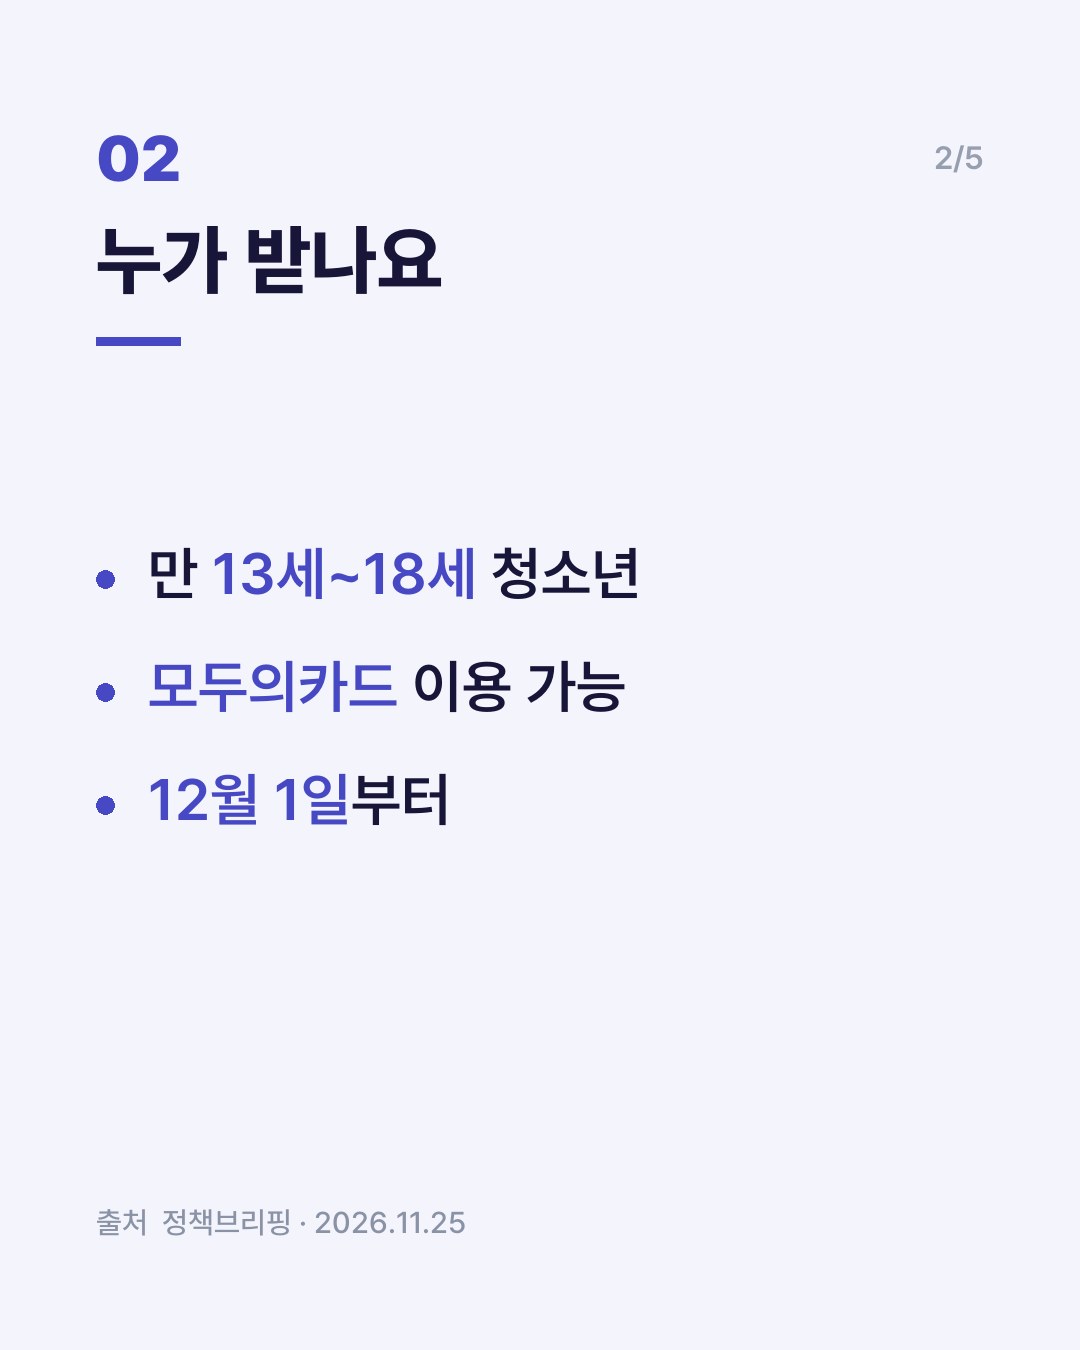 02
2/5
누가 받나요
만 13세~18세 청소년
모두의카드 이용 가능
12월 1일부터
출처 정책브리핑 · 2026.11.25